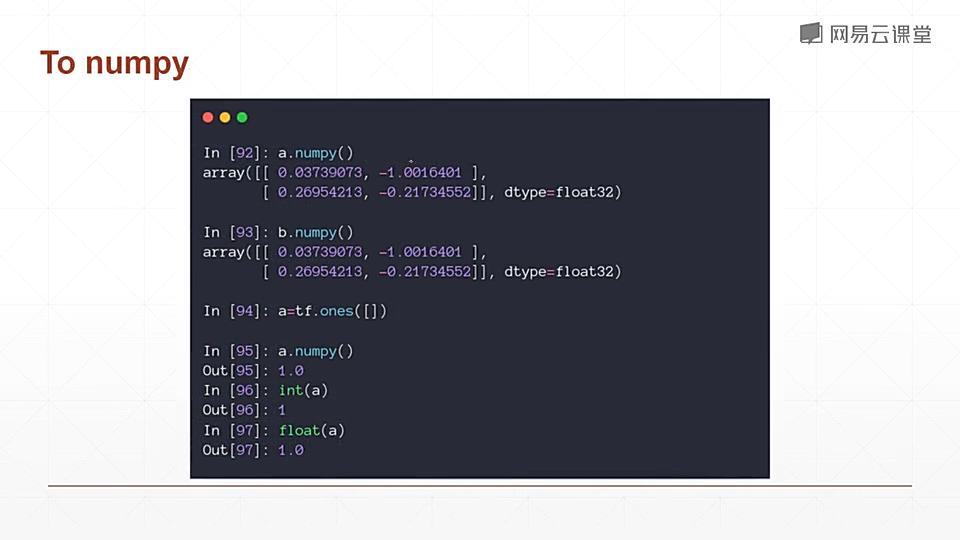 网易云课堂
To numpy
In [92]: a.numpy()
array([[ 0.03739073, -1.0016401 ],
       [ 0.26954213, -0.21734552]], dtype=float32)
In [93]: b.numpy()
array([[ 0.03739073, -1.0016401 ],
       [ 0.26954213, -0.21734552]], dtype=float32)
In [94]: a=tf.ones([])
In [95]: a.numpy()
Out[95]: 1.0
In [96]: int(a)
Out[96]: 1
In [97]: float(a)
Out[97]: 1.0